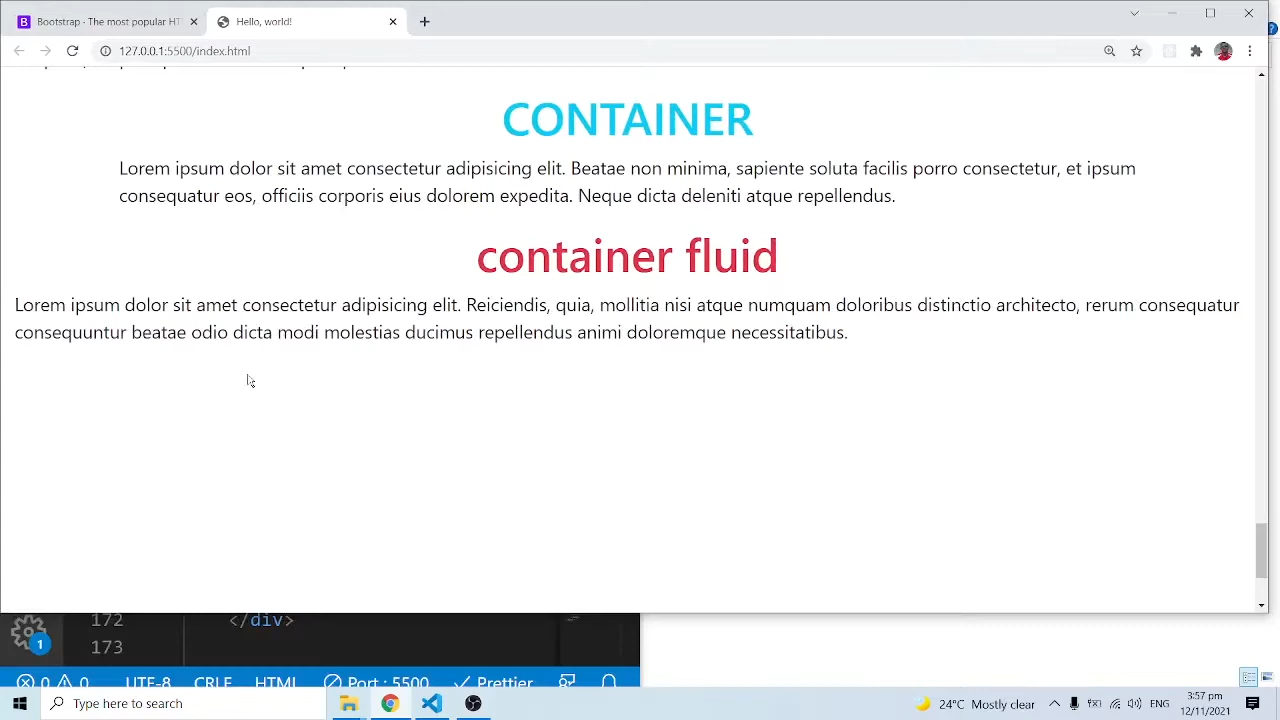 Bootstrap · The most popular HT
Hello, world!
127.0.0.1:5500/index.html
CONTAINER
Lorem ipsum dolor sit amet consectetur adipisicing elit. Beatae non minima, sapiente soluta facilis porro consectetur, et ipsum
consequatur eos, officiis corporis eius dolorem expedita. Neque dicta deleniti atque repellendus.
container fluid
Lorem ipsum dolor sit amet consectetur adipisicing elit. Reiciendis, quia, mollitia nisi atque numquam doloribus distinctio architecto, rerum consequatur
consequuntur beatae odio dicta modi molestias ducimus repellendus animi doloremque necessitatibus.
172 </div>
173
1
0 0 UTF-8 CRLF HTML Port : 5500 Prettier
Type here to search
24°C Mostly clear
ENG
3:57 pm
12/11/2021